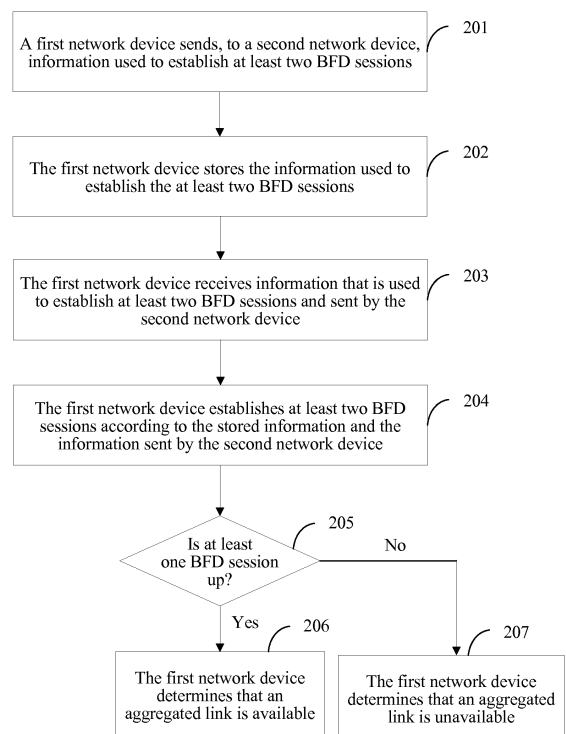 201
A first network device sends, to a second network device,
information used to establish at least two BFD sessions
202
The first network device stores the information used to
establish the at least two BFD sessions
203
The first network device receives information that is used
to establish at least two BFD sessions and sent by the
second network device
204
The first network device establishes at least two BFD
sessions according to the stored information and the
information sent by the second network device
205
Is at least
one BFD session
up?
No
Yes
206
The first network device
determines that an
aggregated link is available
207
The first network device
determines that an aggregated
link is unavailable